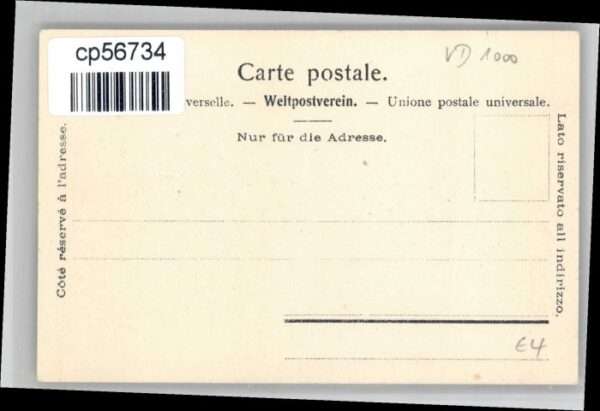 cp56734
VD 1000
Carte postale.
verselle. — Weltpostverein. — Unione postale universale.
Nur für die Adresse.
Côté réservé à l'adresse.
Lato riservato all indirizzo.
€4